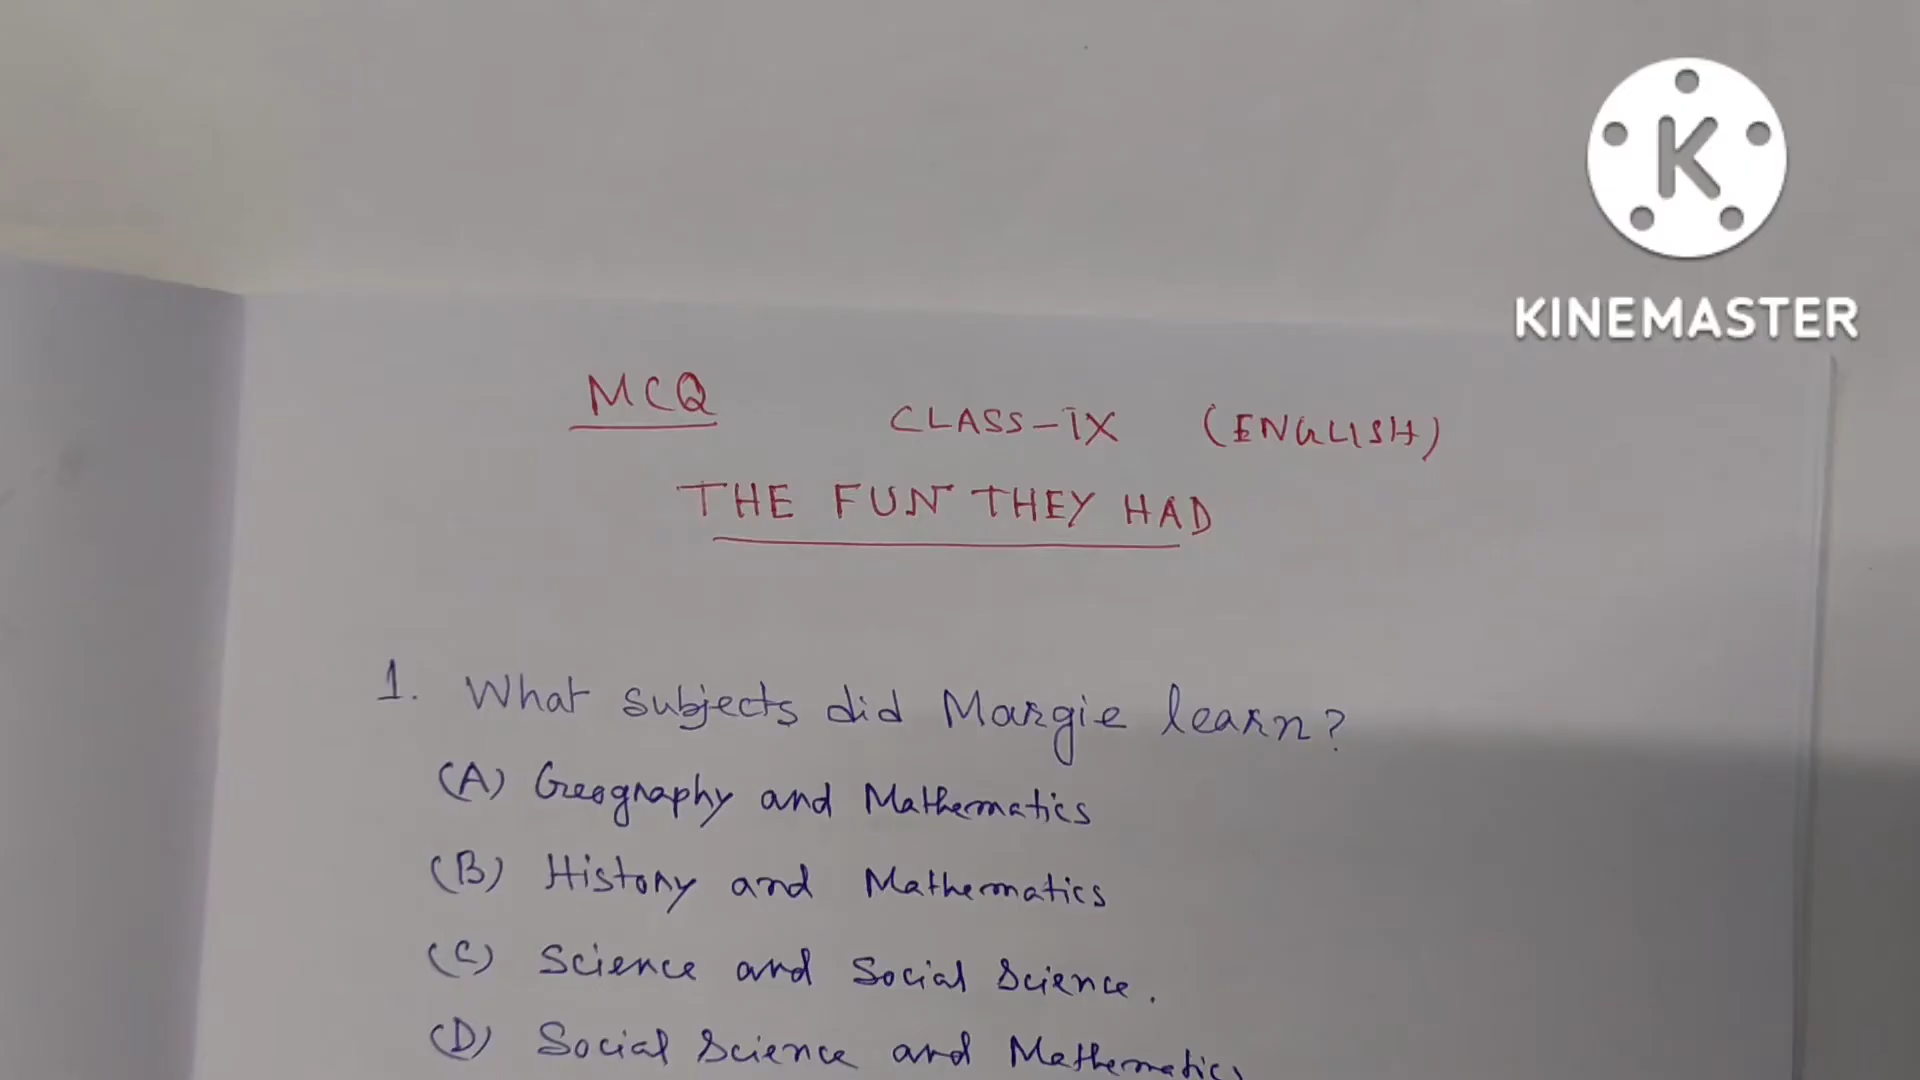 KINEMASTER
MCQ CLASS-IX (ENGLISH)
THE FUN THEY HAD
1. What subjects did Margie learn?
(A) Geography and Mathematics
(B) History and Mathematics
(C) Science and Social Science.
(D) Social Science and Mathematics